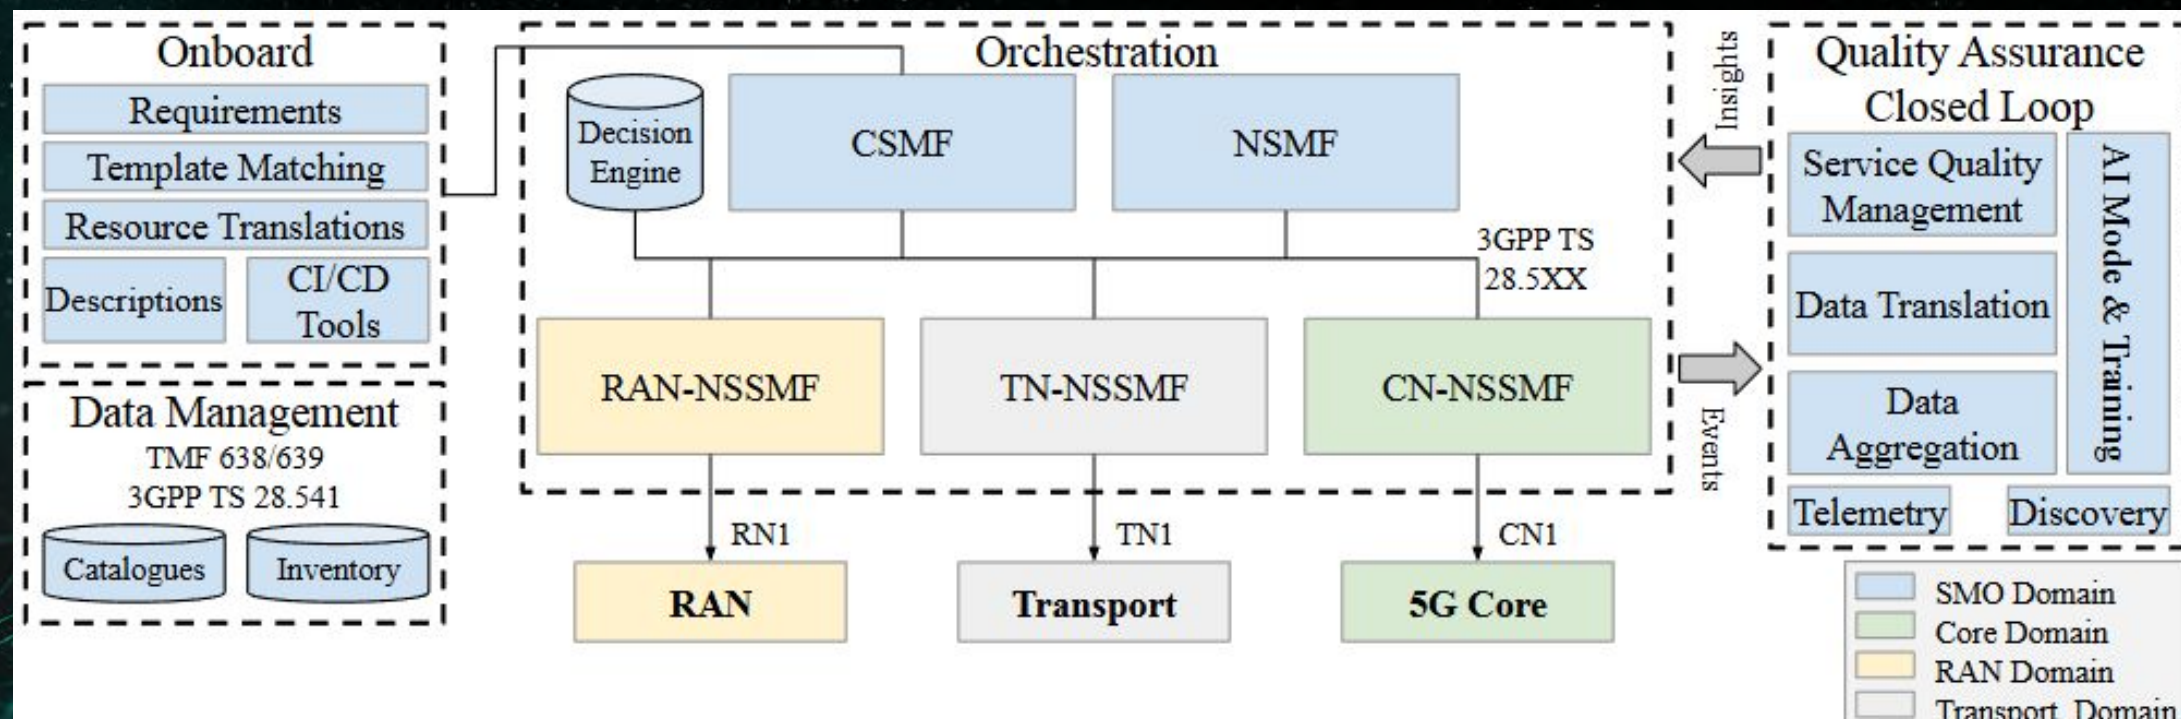 Onboard
Requirements
Template Matching
Resource Translations
Descriptions
CI/CD
Tools
Data Management
TMF 638/639
3GPP TS 28.541
Catalogues
Inventory
Orchestration
Decision
Engine
CSMF
NSMF
3GPP TS
28.5XX
RAN-NSSMF
TN-NSSMF
CN-NSSMF
RN1
TN1
CN1
RAN
Transport
5G Core
Insights
Events
Quality Assurance
Closed Loop
Service Quality
Management
Data Translation
Data
Aggregation
AI Mode & Training
Telemetry
Discovery
SMO Domain
Core Domain
RAN Domain
Transport Domain